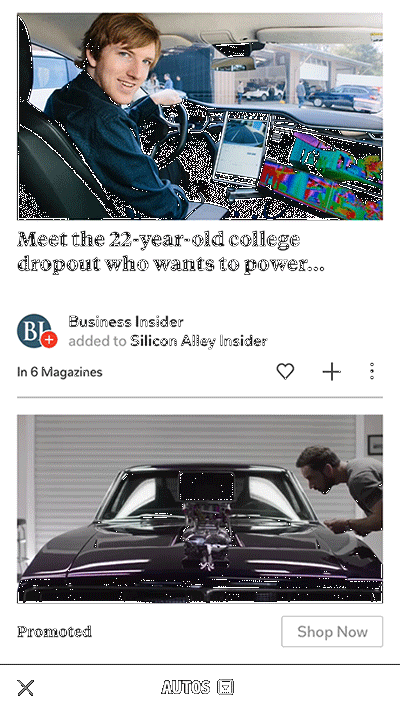 Meet the 22-year-old college
dropout who wants to power...
BI
Business Insider
added to Silicon Alley Insider
In 6 Magazines
Promoted
Shop Now
AUTOS